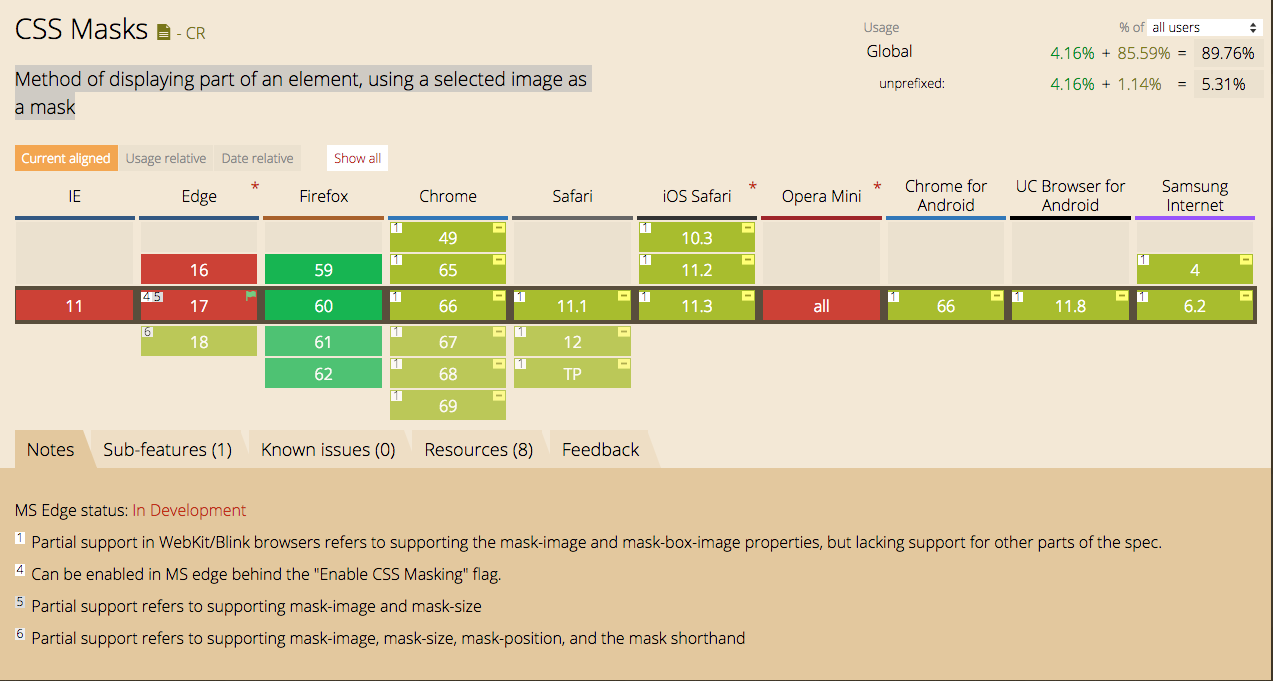 CSS Masks - CR
Usage % of all users
Global 4.16% + 85.59% = 89.76%
unprefixed: 4.16% + 1.14% = 5.31%
Method of displaying part of an element, using a selected image as
a mask
Current aligned Usage relative Date relative Show all
IE Edge * Firefox Chrome Safari iOS Safari * Opera Mini * Chrome for Android UC Browser for Android Samsung Internet
1 49 1 10.3
16 59 1 65 1 11.2 1 4
11 4 5 17 60 1 66 1 11.1 1 11.3 all 1 66 1 11.8 1 6.2
6 18 61 1 67 1 12
62 1 68 1 TP
1 69
Notes Sub-features (1) Known issues (0) Resources (8) Feedback
MS Edge status: In Development
1 Partial support in WebKit/Blink browsers refers to supporting the mask-image and mask-box-image properties, but lacking support for other parts of the spec.
4 Can be enabled in MS edge behind the "Enable CSS Masking" flag.
5 Partial support refers to supporting mask-image and mask-size
6 Partial support refers to supporting mask-image, mask-size, mask-position, and the mask shorthand